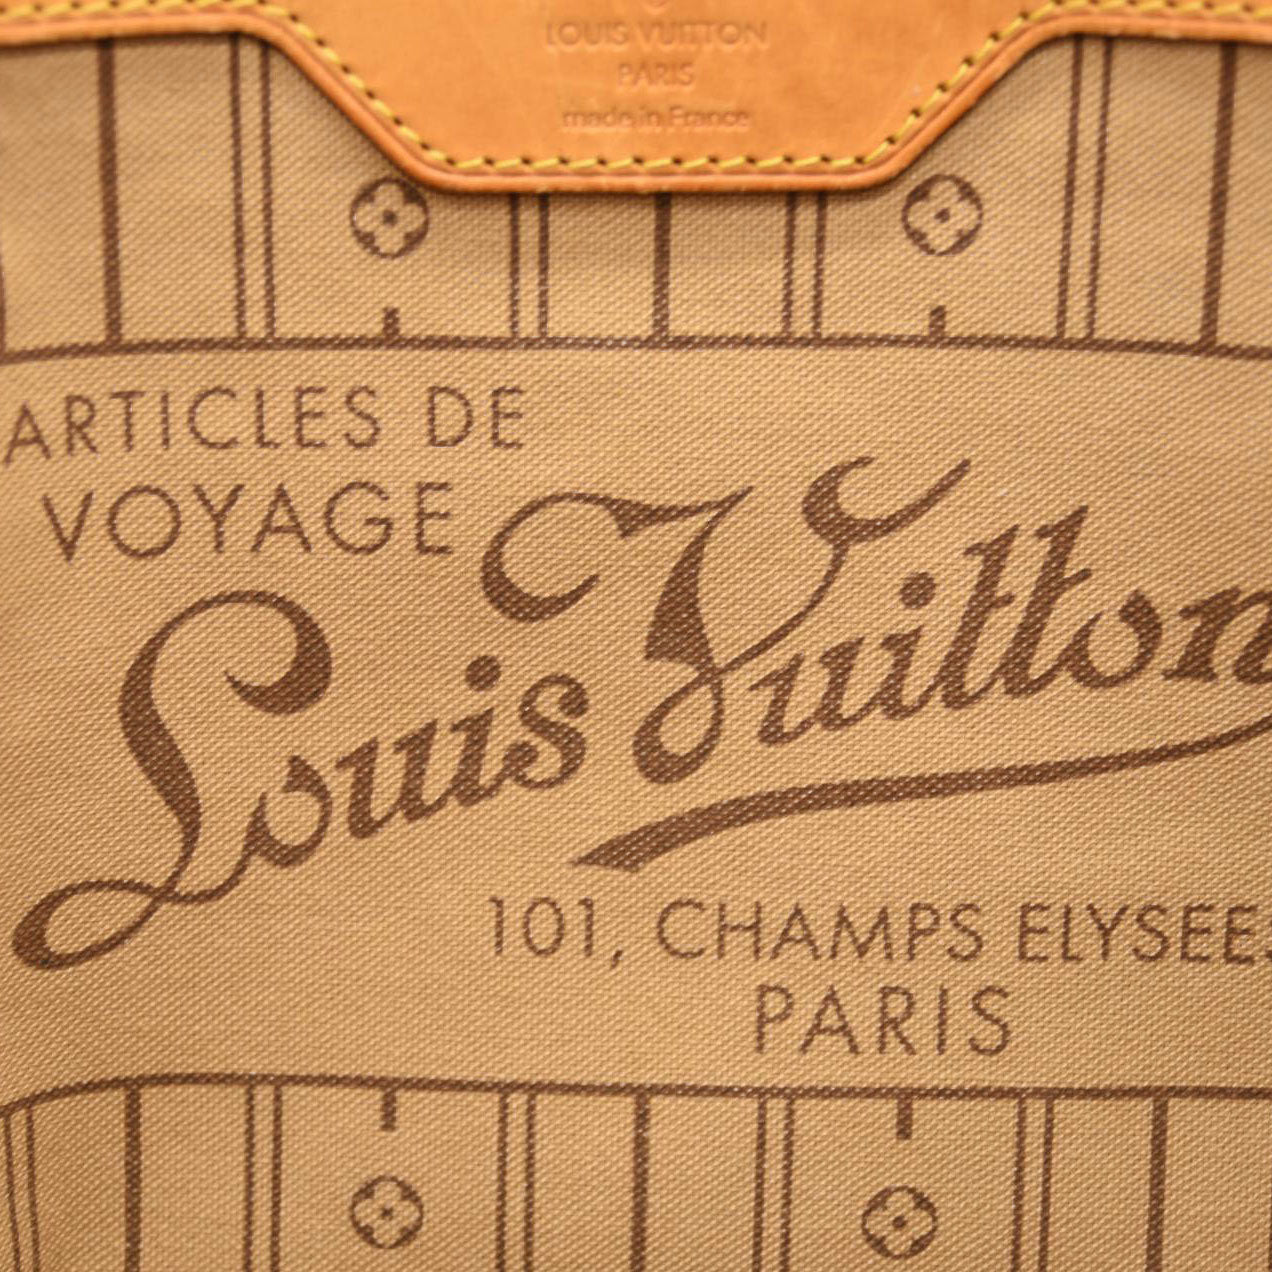 LOUIS VUITTON
PARIS
made in France
ARTICLES DE
VOYAGE
Louis Vuitton
101, CHAMPS ELYSEES
PARIS